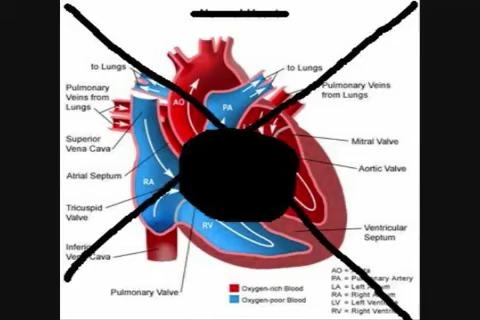 to Lungs
to Lungs
Pulmonary
Veins from
Lungs
Pulmonary Veins
from Lungs
AO
PA
Superior
Vena Cava
Mitral Valve
Aortic Valve
Atrial Septum
RA
Tricuspid
Valve
RV
Ventricular
Septum
Vena Cava
Pulmonary Valve
Oxygen-rich Blood
Oxygen-poor Blood
AO =
PA = Pulmonary Artery
LA = Left
RA = Right
LV = Left
RV = Right